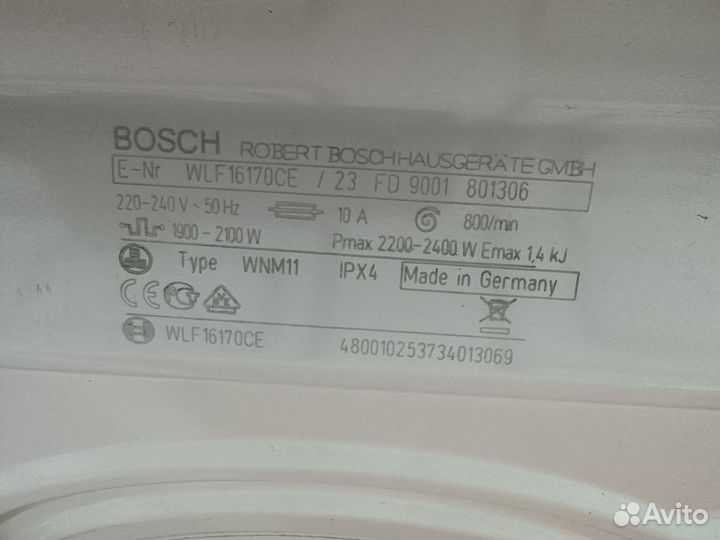 BOSCH ROBERT BOSCH HAUSGERÄTE GMBH
E-Nr WLF16170CE / 23 FD 9001 801306
220-240 V ~ 50 Hz 10 A 800/min
1900 - 2100 W Pmax 2200-2400 W Emax 1,4 kJ
Type WNM11 IPX4 Made in Germany
CE
WLF16170CE 480010253734013069
Avito